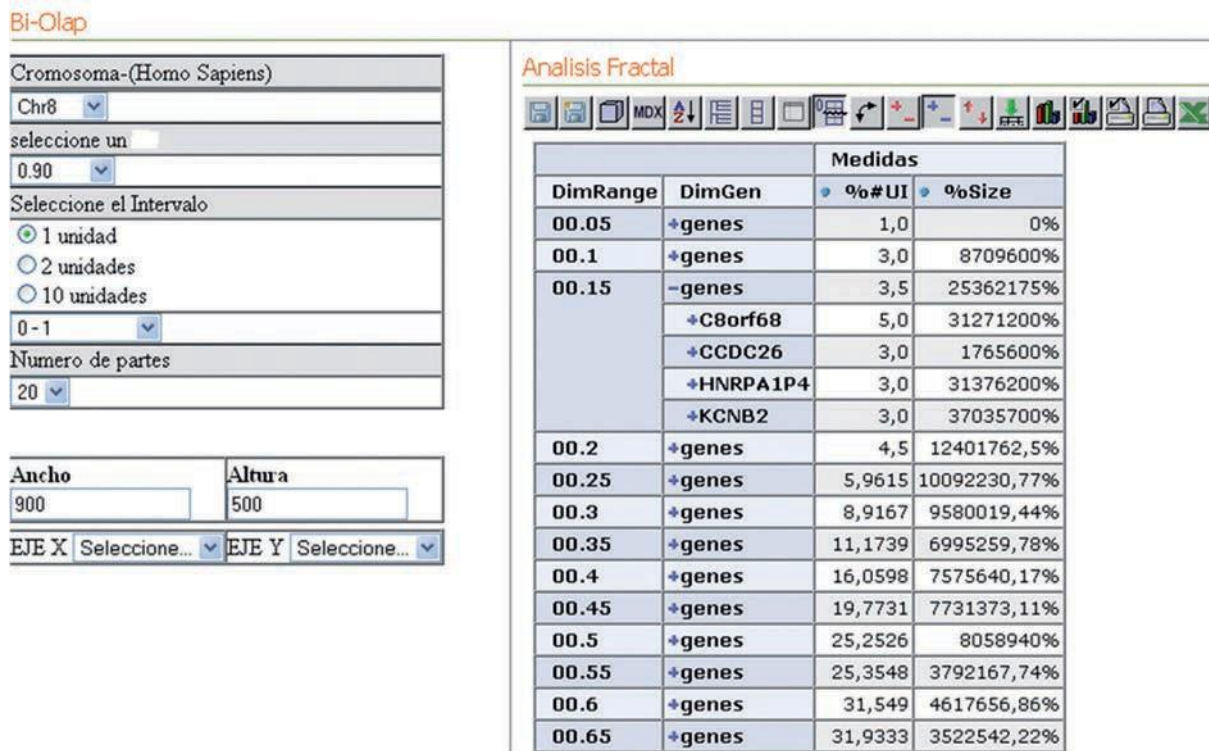 Bi-Olap
Cromosoma-(Homo Sapiens)
Chr8
seleccione un
0.90
Seleccione el Intervalo
1 unidad
2 unidades
10 unidades
0 - 1
Numero de partes
20
Ancho Altura
900 500
EJE X Seleccione... EJE Y Seleccione...
Analisis Fractal
MDX
Medidas
DimRange DimGen %#UI %Size
00.05 +genes 1,0 0%
00.1 +genes 3,0 8709600%
00.15 -genes 3,5 25362175%
+C8orf68 5,0 31271200%
+CCDC26 3,0 1765600%
+HNRPA1P4 3,0 31376200%
+KCNB2 3,0 37035700%
00.2 +genes 4,5 12401762,5%
00.25 +genes 5,9615 10092230,77%
00.3 +genes 8,9167 9580019,44%
00.35 +genes 11,1739 6995259,78%
00.4 +genes 16,0598 7575640,17%
00.45 +genes 19,7731 7731373,11%
00.5 +genes 25,2526 8058940%
00.55 +genes 25,3548 3792167,74%
00.6 +genes 31,549 4617656,86%
00.65 +genes 31,9333 3522542,22%